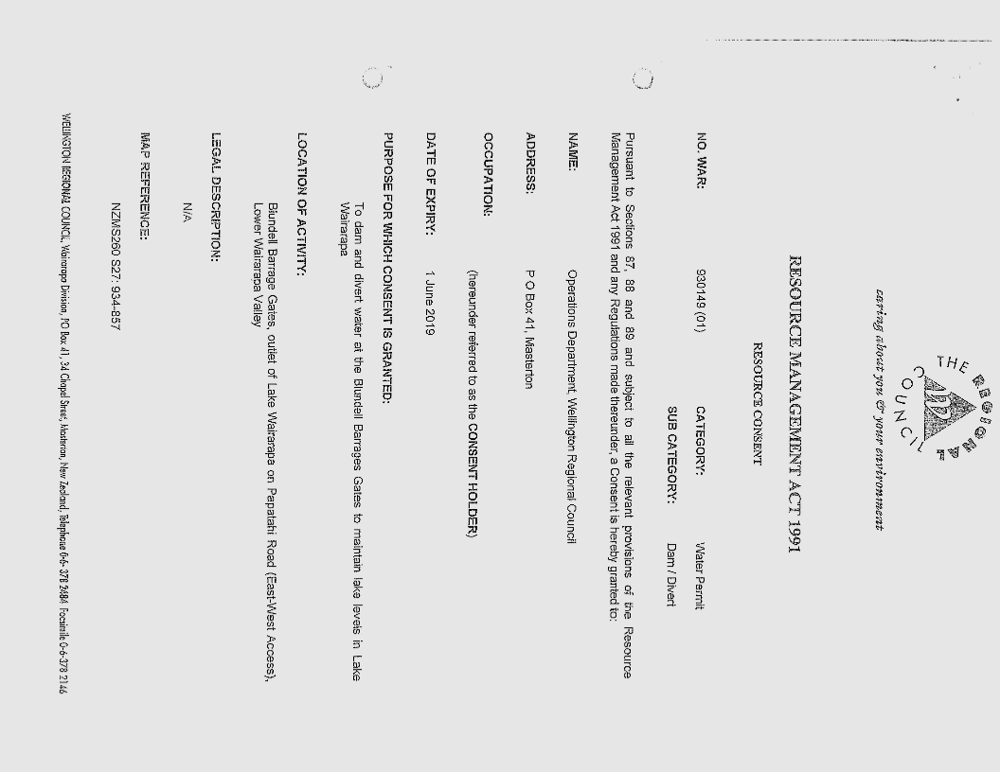 THE REGIONAL COUNCIL
caring about you & your environment
RESOURCE MANAGEMENT ACT 1991
RESOURCE CONSENT
NO. WAR: 930149 (01) CATEGORY: Water Permit
SUB CATEGORY: Dam / Divert
Pursuant to Sections 87, 88 and 89 and subject to all the relevant provisions of the Resource
Management Act 1991 and any Regulations made thereunder, a Consent is hereby granted to:
NAME: Operations Department, Wellington Regional Council
ADDRESS: P O Box 41, Masterton
OCCUPATION:
(hereunder referred to as the CONSENT HOLDER)
DATE OF EXPIRY: 1 June 2019
PURPOSE FOR WHICH CONSENT IS GRANTED:
To dam and divert water at the Blundell Barrages Gates to maintain lake levels in Lake
Wairarapa
LOCATION OF ACTIVITY:
Blundell Barrage Gates, outlet of Lake Wairarapa on Papatahi Road (East-West Access),
Lower Wairarapa Valley
LEGAL DESCRIPTION:
N/A
MAP REFERENCE:
NZMS260 S27: 934-857
WELLINGTON REGIONAL COUNCIL, Wairarapa Division, PO Box 41, 34 Chapel Street, Masterton, New Zealand, Telephone 0-6- 378 2484 Facsimile 0-6-378 2146